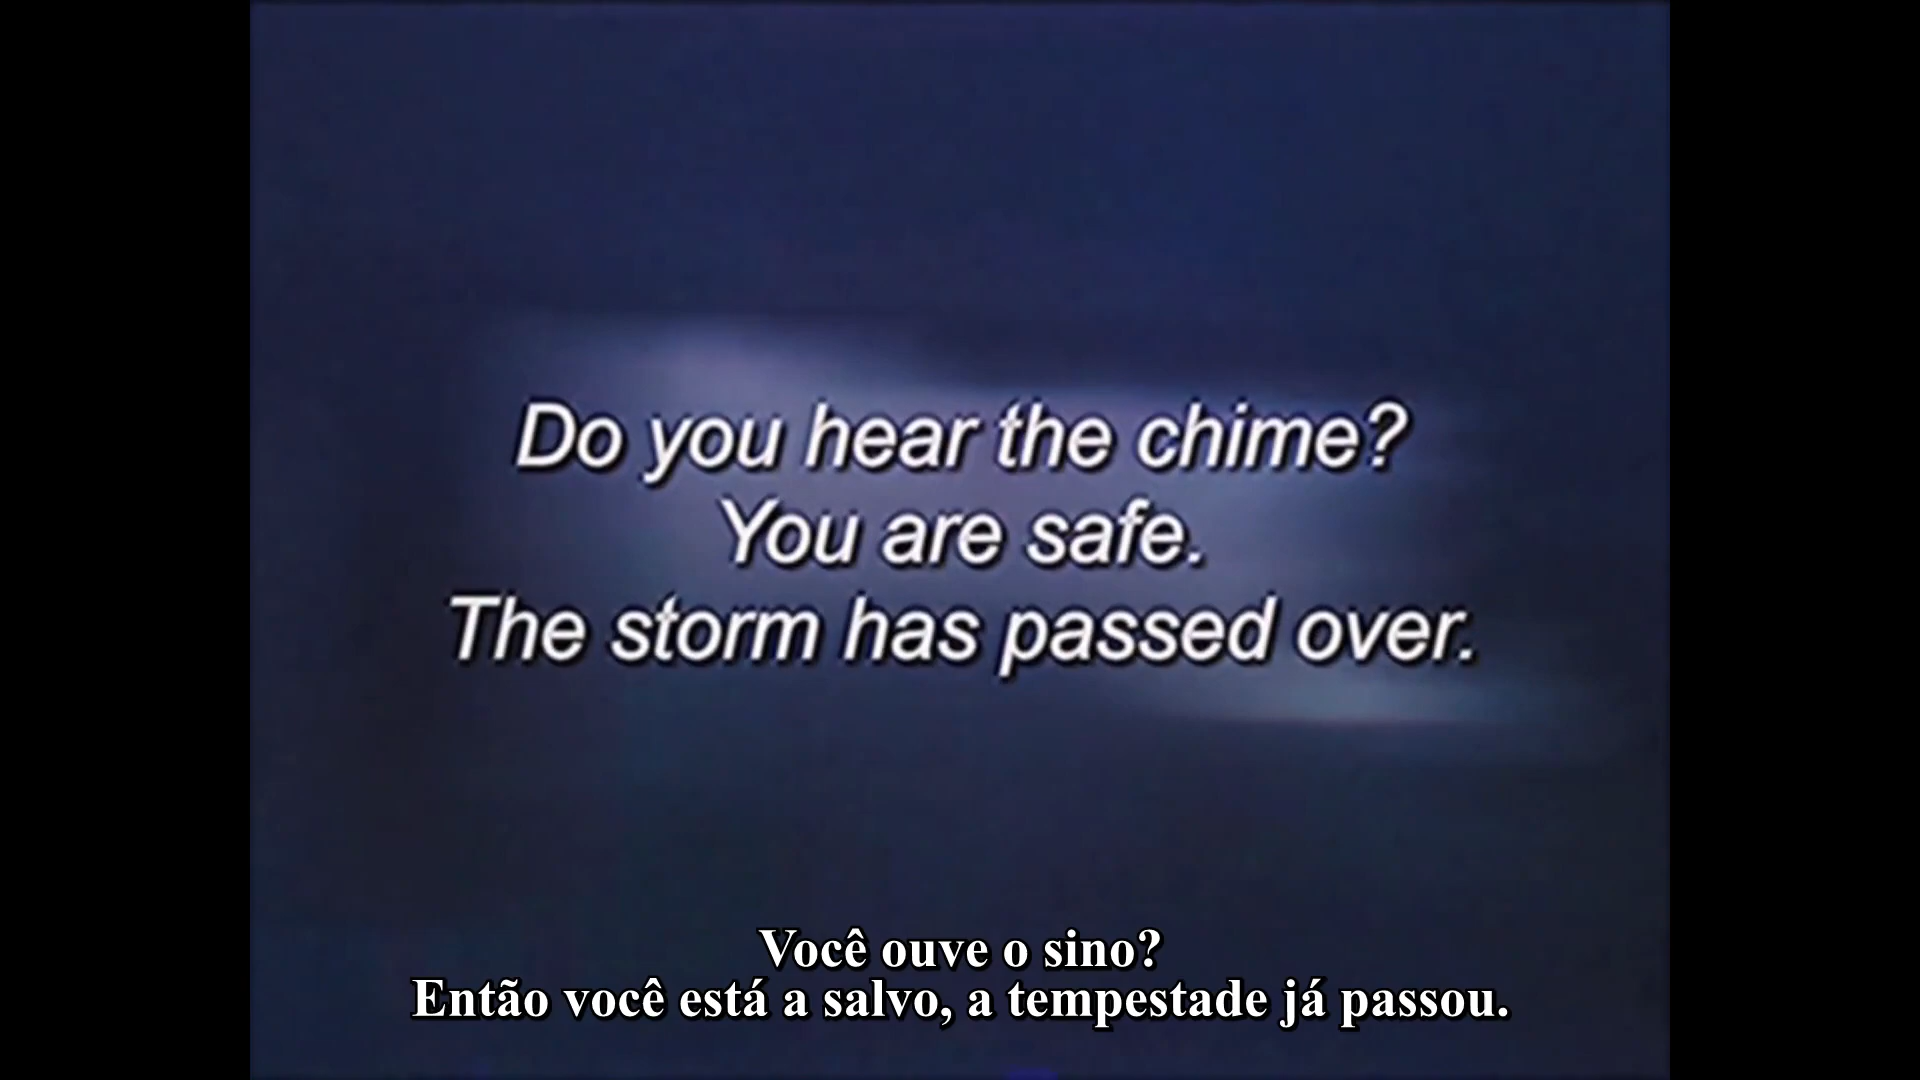 Do you hear the chime?
You are safe.
The storm has passed over.
Você ouve o sino?
Então você está a salvo, a tempestade já passou.